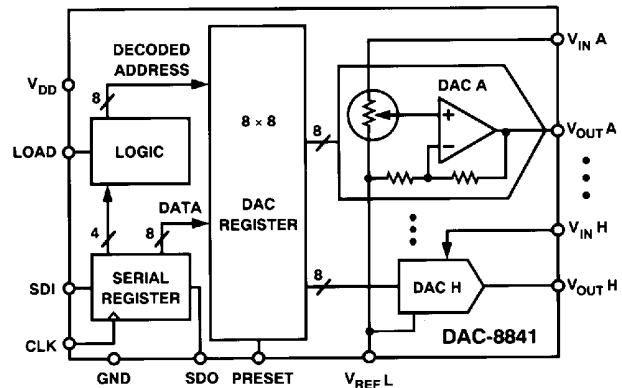 DECODED
ADDRESS
V_DD
8
LOAD
LOGIC
4
8
DATA
SDI
SERIAL
REGISTER
CLK
GND
SDO
PRESET
V_REF L
8 × 8
DAC
REGISTER
8
8
DAC A
+
−
DAC H
V_IN A
V_OUT A
V_IN H
V_OUT H
DAC-8841